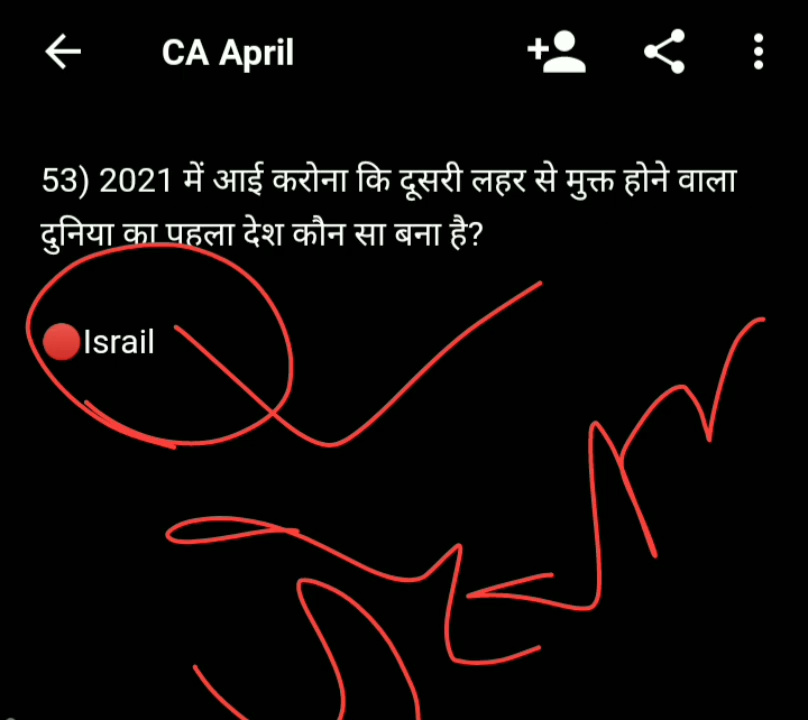 CA April
53) 2021 में आई करोना कि दूसरी लहर से मुक्त होने वाला
दुनिया का पहला देश कौन सा बना है?
Israil